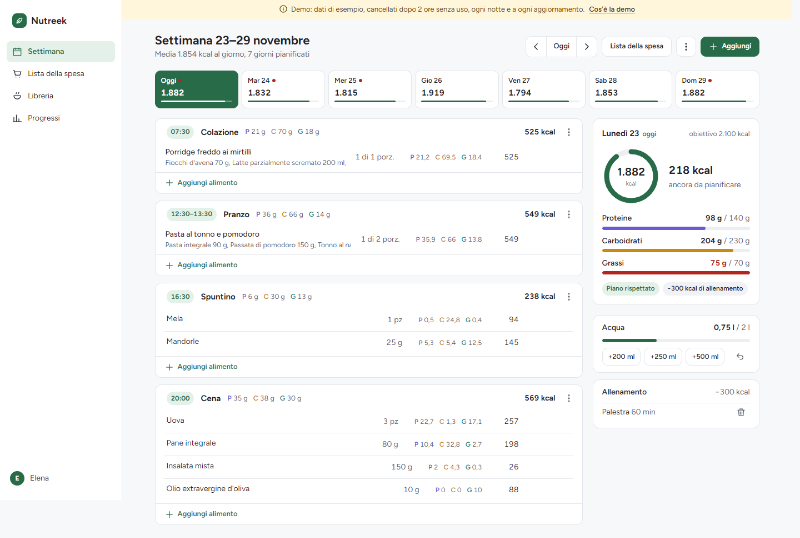 Demo: dati di esempio, cancellati dopo 2 ore senza uso, ogni notte e a ogni aggiornamento. Cos'è la demo
Nutreek
Settimana
Lista della spesa
Libreria
Progressi
E Elena
Settimana 23–29 novembre
Media 1.854 kcal al giorno, 7 giorni pianificati
Oggi
Lista della spesa
Aggiungi
Oggi
1.882
Mar 24
1.832
Mer 25
1.815
Gio 26
1.919
Ven 27
1.794
Sab 28
1.853
Dom 29
1.882
07:30 Colazione P 21 g C 70 g G 18 g 525 kcal
Porridge freddo ai mirtilli
Fiocchi d'avena 70 g, Latte parzialmente scremato 200 ml,
1 di 1 porz. P 21,2 C 69,5 G 18,4 525
Aggiungi alimento
12:30–13:30 Pranzo P 36 g C 66 g G 14 g 549 kcal
Pasta al tonno e pomodoro
Pasta integrale 90 g, Passata di pomodoro 150 g, Tonno al na
1 di 2 porz. P 35,9 C 66 G 13,8 549
Aggiungi alimento
16:30 Spuntino P 6 g C 30 g G 13 g 238 kcal
Mela 1 pz P 0,5 C 24,8 G 0,4 94
Mandorle 25 g P 5,3 C 5,4 G 12,5 145
Aggiungi alimento
20:00 Cena P 35 g C 38 g G 30 g 569 kcal
Uova 3 pz P 22,7 C 1,3 G 17,1 257
Pane integrale 80 g P 10,4 C 32,8 G 2,7 198
Insalata mista 150 g P 2 C 4,3 G 0,3 26
Olio extravergine d'oliva 10 g P 0 C 0 G 10 88
Aggiungi alimento
Lunedì 23 oggi obiettivo 2.100 kcal
1.882
kcal
218 kcal
ancora da pianificare
Proteine 98 g / 140 g
Carboidrati 204 g / 230 g
Grassi 75 g / 70 g
Piano rispettato
−300 kcal di allenamento
Acqua 0,75 l / 2 l
+200 ml
+250 ml
+500 ml
Allenamento −300 kcal
Palestra 60 min